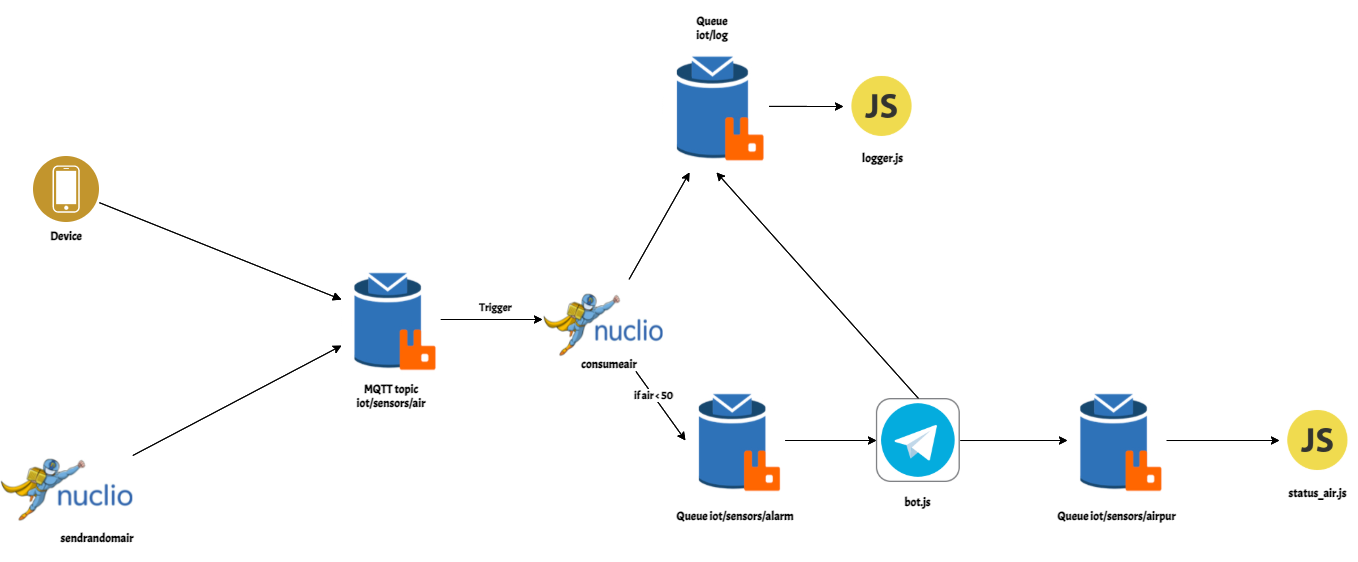 Queue
iot/log
JS
logger.js
Device
MQTT topic
iot/sensors/air
Trigger
nuclio
consumeair
if air < 50
nuclio
sendrandomair
Queue iot/sensors/alarm
bot.js
Queue iot/sensors/airpur
JS
status_air.js